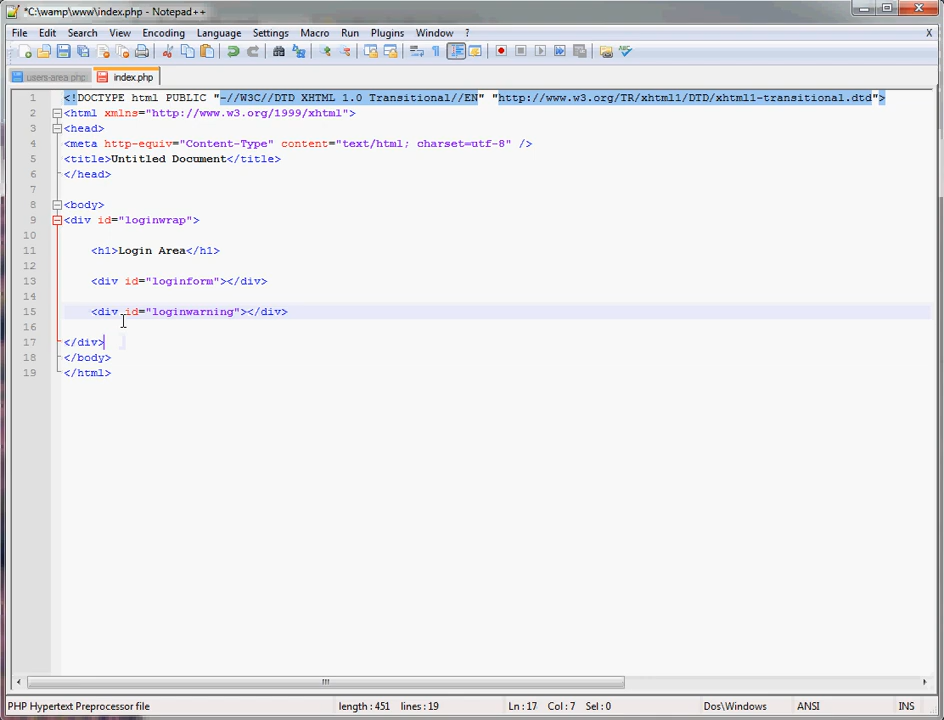 *C:\wamp\www\index.php - Notepad++
File Edit Search View Encoding Language Settings Macro Run Plugins Window ? X
users-area.php index.php
1 <!DOCTYPE html PUBLIC "-//W3C//DTD XHTML 1.0 Transitional//EN" "http://www.w3.org/TR/xhtml1/DTD/xhtml1-transitional.dtd">
2 <html xmlns="http://www.w3.org/1999/xhtml">
3 <head>
4 <meta http-equiv="Content-Type" content="text/html; charset=utf-8" />
5 <title>Untitled Document</title>
6 </head>
7
8 <body>
9 <div id="loginwrap">
10
11 <h1>Login Area</h1>
12
13 <div id="loginform"></div>
14
15 <div id="loginwarning"></div>
16
17 </div>
18 </body>
19 </html>
PHP Hypertext Preprocessor file length : 451 lines : 19 Ln : 17 Col : 7 Sel : 0 Dos\Windows ANSI INS